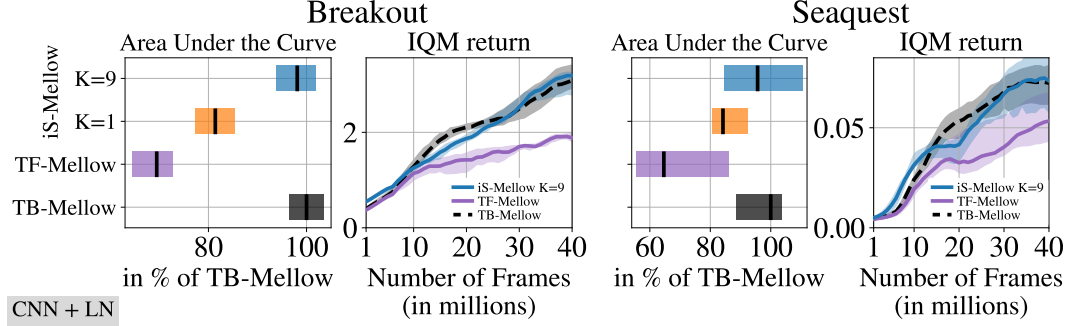 Breakout
Seaquest
Area Under the Curve
IQM return
Area Under the Curve
IQM return
iS-Mellow
K=9
K=1
TF-Mellow
TB-Mellow
80
100
in % of TB-Mellow
2
0
iS-Mellow K=9
TF-Mellow
TB-Mellow
1
10
20
30
40
Number of Frames
(in millions)
60
80
100
in % of TB-Mellow
0.05
0.00
iS-Mellow K=9
TF-Mellow
TB-Mellow
1
10
20
30
40
Number of Frames
(in millions)
CNN + LN